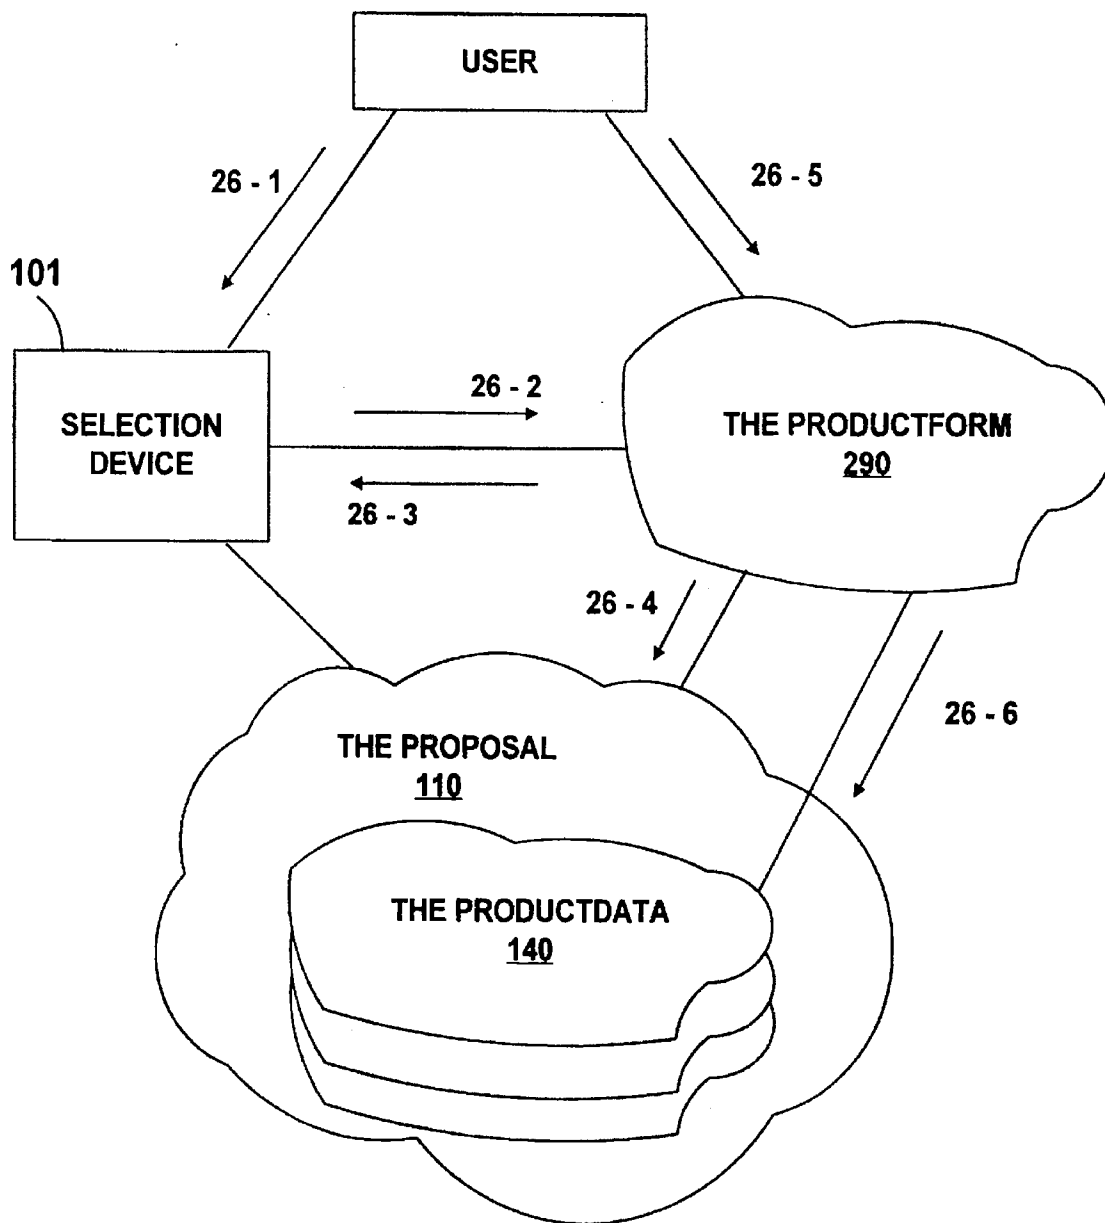 USER
26 - 1
26 - 5
101
SELECTION
DEVICE
26 - 2
26 - 3
THE PRODUCTFORM
290
26 - 4
26 - 6
THE PROPOSAL
110
THE PRODUCTDATA
140